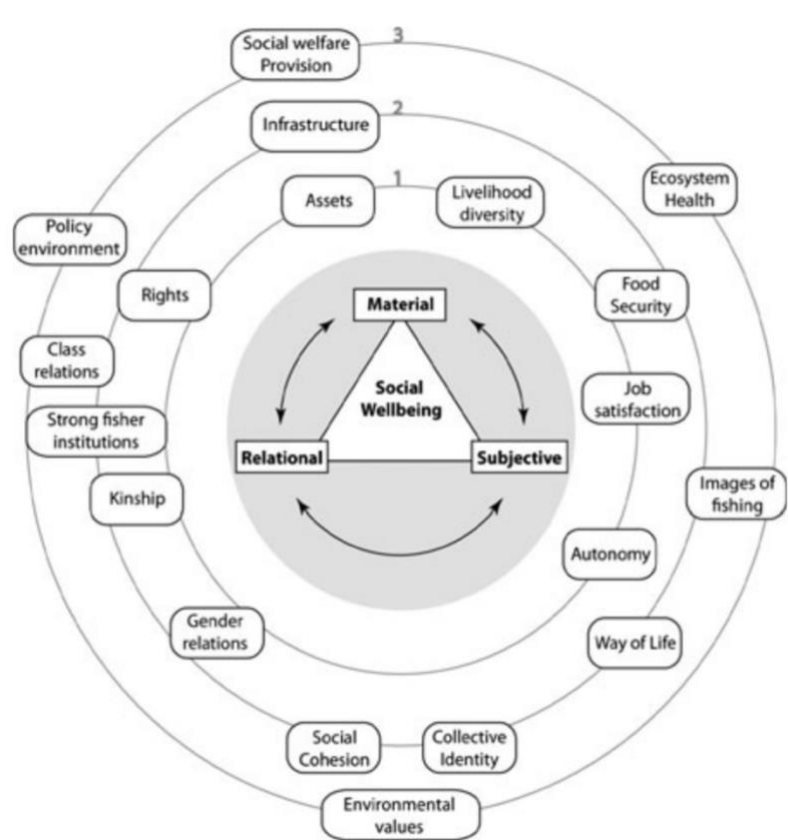 3
Social welfare
Provision
2
Infrastructure
1
Assets
Livelihood
diversity
Ecosystem
Health
Policy
environment
Rights
Food
Security
Material
Class
relations
Social
Wellbeing
Job
satisfaction
Strong fisher
institutions
Relational
Subjective
Kinship
Images of
fishing
Autonomy
Gender
relations
Way of Life
Social
Cohesion
Collective
Identity
Environmental
values